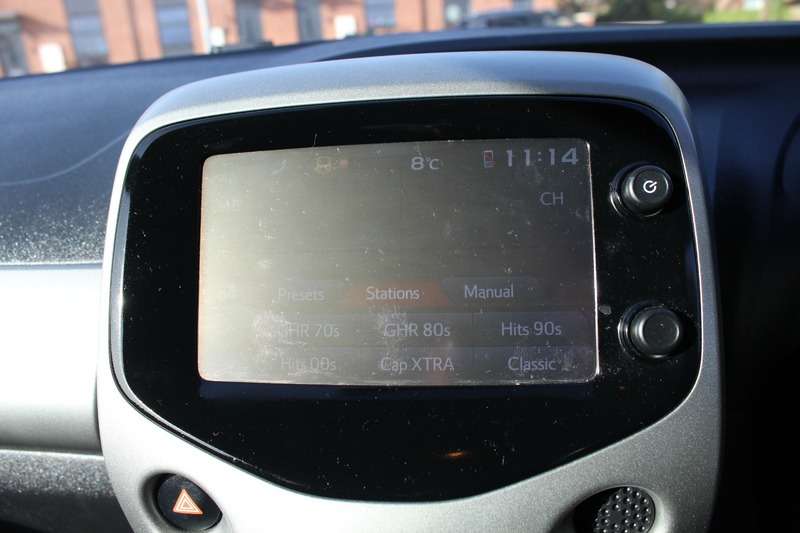 8°C 11:14
CH
Presets Stations Manual
GHR 70s GHR 80s Hits 90s
Hits 00s Cap XTRA Classic